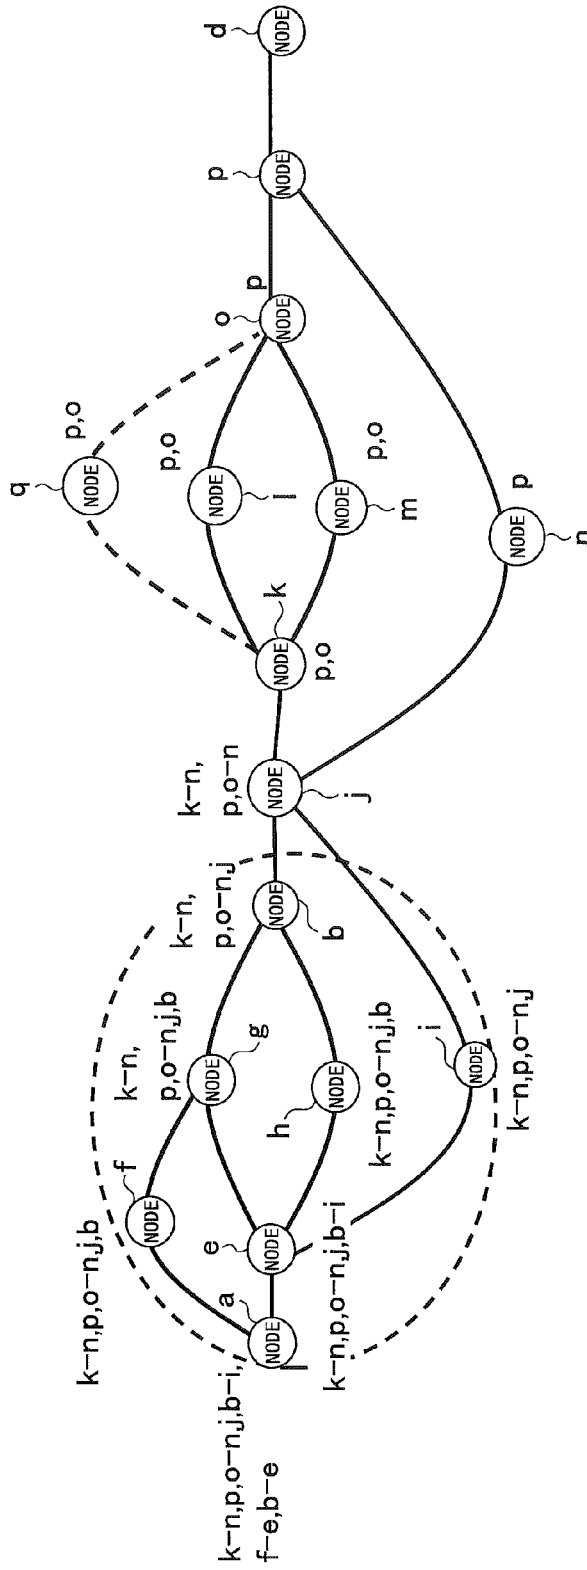 k-n,p,o-n,j,b-i,
f-e,b-e
a
NODE
k-n,p,o-n,j,b
f
NODE
e
NODE
k-n,p,o-n,j,b-i
k-n,
p,o-n,j,b
g
NODE
h
NODE
k-n,p,o-n,j,b
i
NODE
k-n,p,o-n,j
k-n,
p,o-n,j
b
NODE
k-n,
p,o-n
j
NODE
k
NODE
p,o
q
NODE
p,o
p,o
NODE
l
NODE
m
p,o
NODE
n
p
o
NODE
p
p
NODE
d
NODE